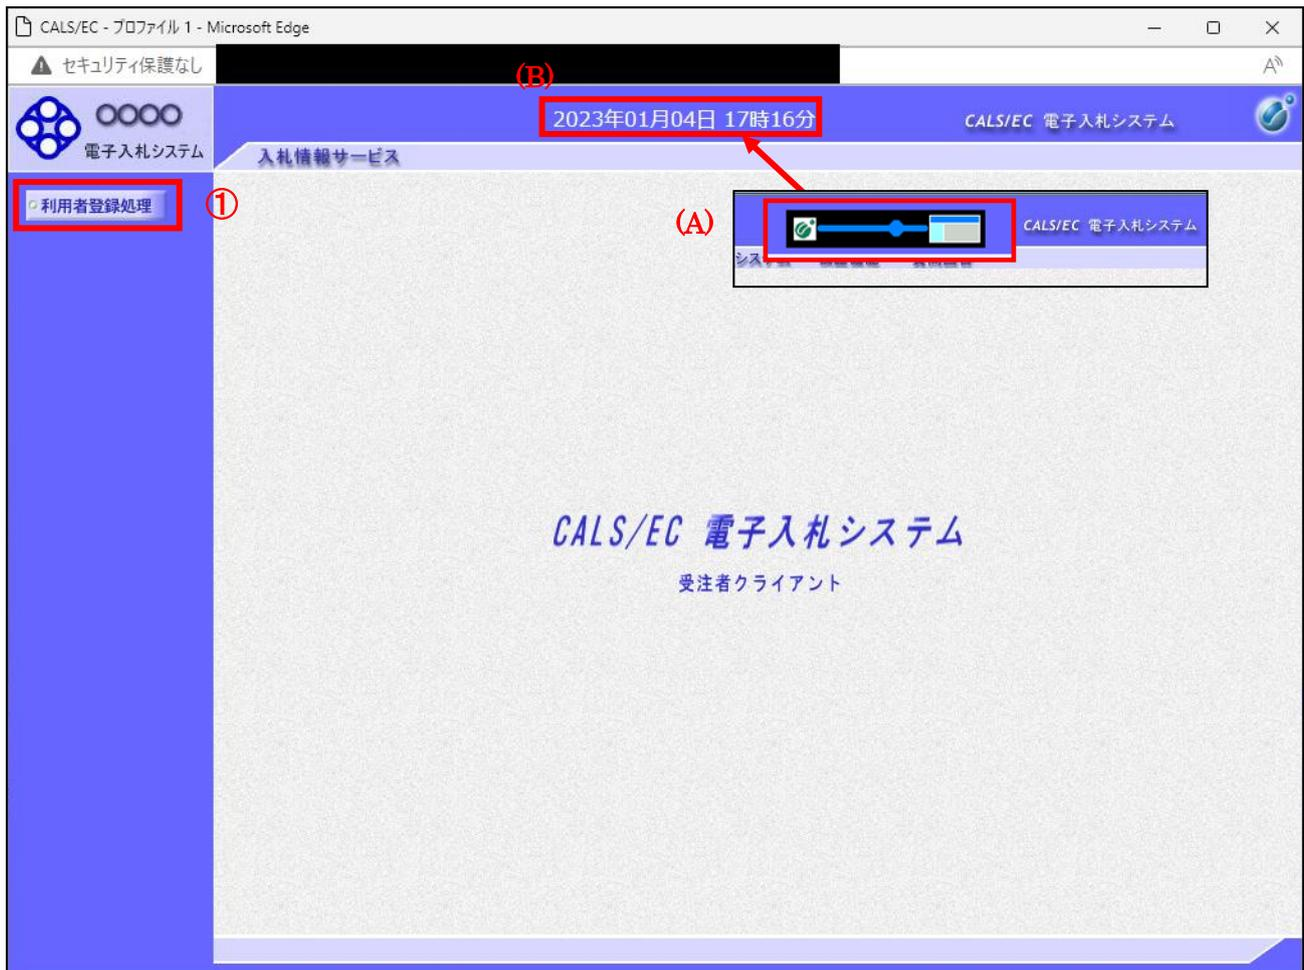 CALS/EC - プロファイル 1 - Microsoft Edge
セキュリティ保護なし
(B)
〇〇〇〇
電子入札システム
2023年01月04日 17時16分
CALS/EC 電子入札システム
入札情報サービス
利用者登録処理
①
(A)
CALS/EC 電子入札システム
CALS/EC 電子入札システム
受注者クライアント